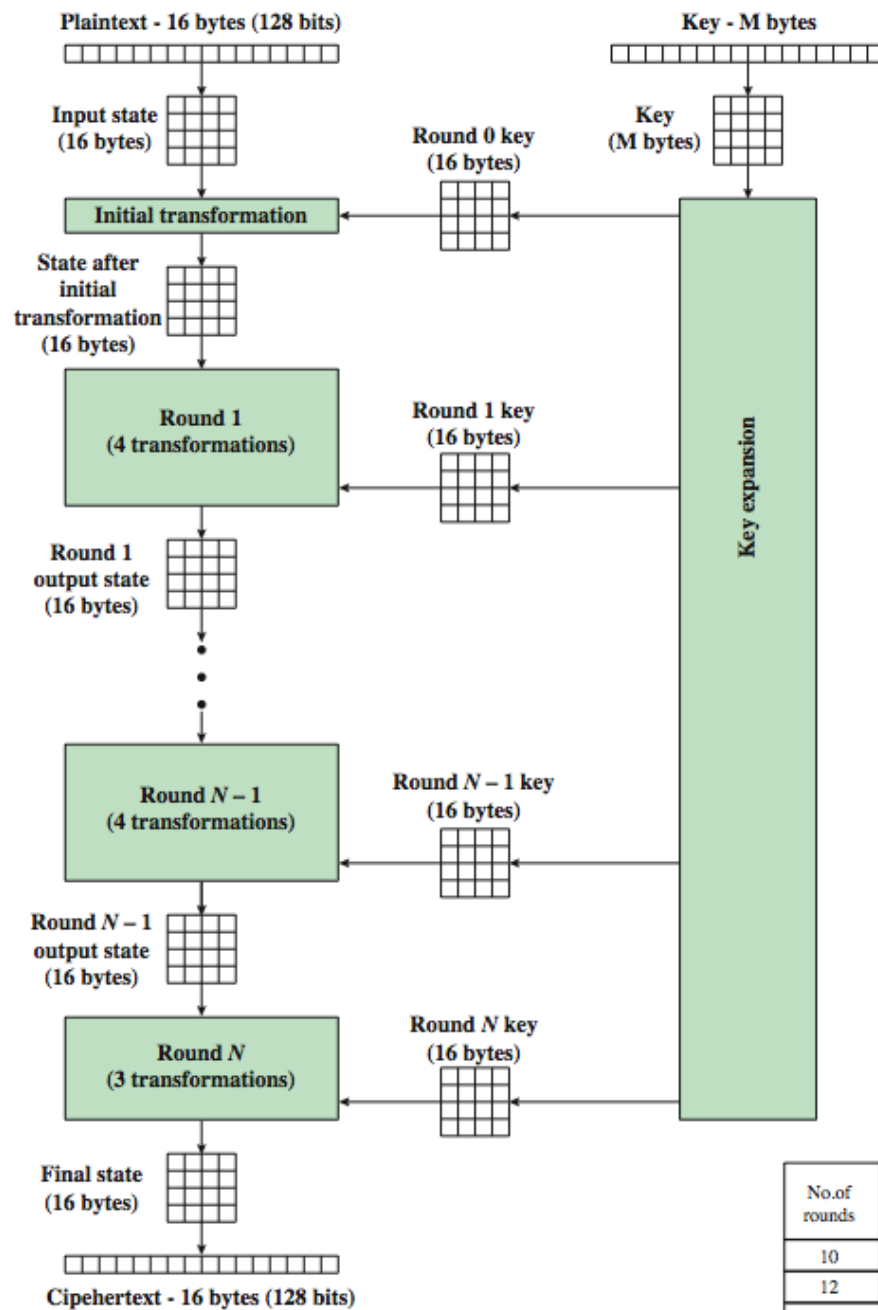 Plaintext - 16 bytes (128 bits)
Key - M bytes
Input state
(16 bytes)
Key
(M bytes)
Round 0 key
(16 bytes)
Initial transformation
State after
initial
transformation
(16 bytes)
Round 1
(4 transformations)
Round 1 key
(16 bytes)
Key expansion
Round 1
output state
(16 bytes)
Round N – 1
(4 transformations)
Round N – 1 key
(16 bytes)
Round N – 1
output state
(16 bytes)
Round N
(3 transformations)
Round N key
(16 bytes)
Final state
(16 bytes)
No.of
rounds
10
12
Cipehertext - 16 bytes (128 bits)